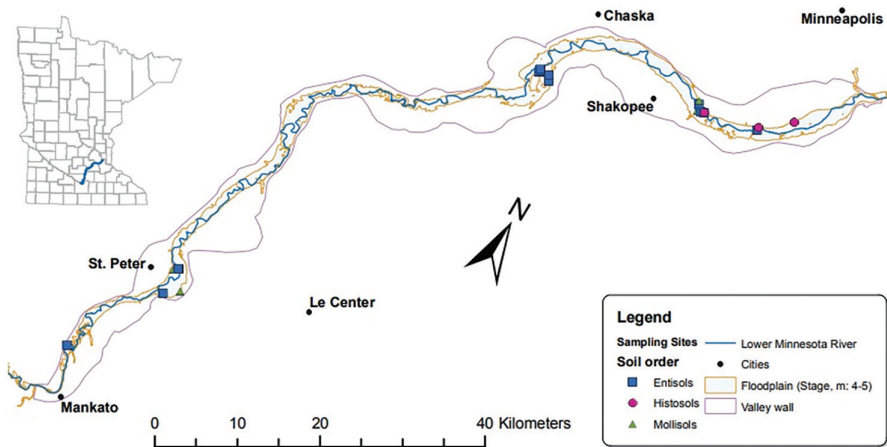 Chaska
Minneapolis
Shakopee
N
St. Peter
Le Center
Mankato
0 10 20 40 Kilometers
Legend
Sampling Sites
Lower Minnesota River
Soil order
Cities
Entisols
Floodplain (Stage, m: 4-5)
Histosols
Valley wall
Mollisols